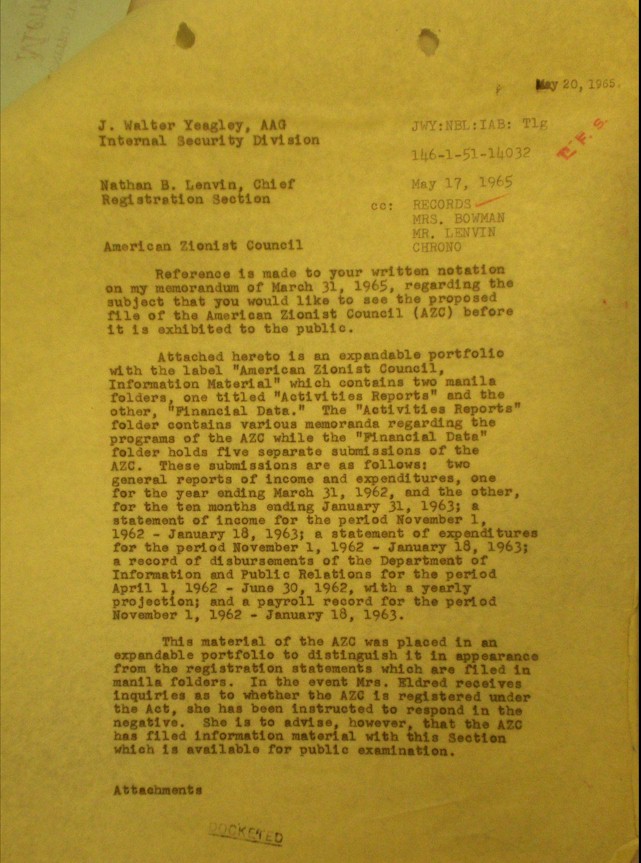 May 20, 1965.
J. Walter Yeagley, AAG
Internal Security Division
JWY:NBL:IAB: Tlg
146-1-51-14032
Nathan B. Lenvin, Chief
Registration Section
May 17, 1965
cc: RECORDS
MRS. BOWMAN
MR. LENVIN
CHRONO
American Zionist Council
Reference is made to your written notation
on my memorandum of March 31, 1965, regarding the
subject that you would like to see the proposed
file of the American Zionist Council (AZC) before
it is exhibited to the public.
Attached hereto is an expandable portfolio
with the label "American Zionist Council,
Information Material" which contains two manila
folders, one titled "Activities Reports" and the
other, "Financial Data." The "Activities Reports"
folder contains various memoranda regarding the
programs of the AZC while the "Financial Data"
folder holds five separate submissions of the
AZC. These submissions are as follows: two
general reports of income and expenditures, one
for the year ending March 31, 1962, and the other,
for the ten months ending January 31, 1963; a
statement of income for the period November 1,
1962 - January 18, 1963; a statement of expenditures
for the period November 1, 1962 - January 18, 1963;
a record of disbursements of the Department of
Information and Public Relations for the period
April 1, 1962 - June 30, 1962, with a yearly
projection; and a payroll record for the period
November 1, 1962 - January 18, 1963.
This material of the AZC was placed in an
expandable portfolio to distinguish it in appearance
from the registration statements which are filed in
manila folders. In the event Mrs. Eldred receives
inquiries as to whether the AZC is registered under
the Act, she has been instructed to respond in the
negative. She is to advise, however, that the AZC
has filed information material with this Section
which is available for public examination.
Attachments
DOCKETED